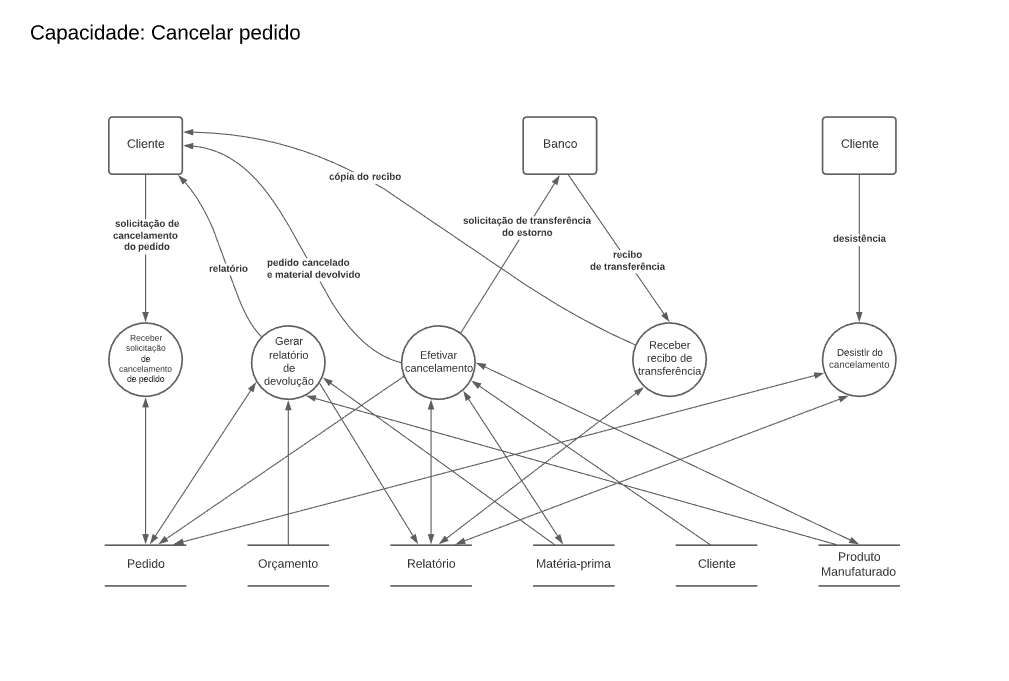 Capacidade: Cancelar pedido
Cliente
Banco
Cliente
cópia do recibo
solicitação de
cancelamento
do pedido
solicitação de transferência
do estorno
desistência
relatório
pedido cancelado
e material devolvido
recibo
de transferência
Receber
solicitação
de
cancelamento
de pedido
Gerar
relatório
de
devolução
Efetivar
cancelamento
Receber
recibo de
transferência
Desistir do
cancelamento
Pedido
Orçamento
Relatório
Matéria-prima
Cliente
Produto
Manufaturado